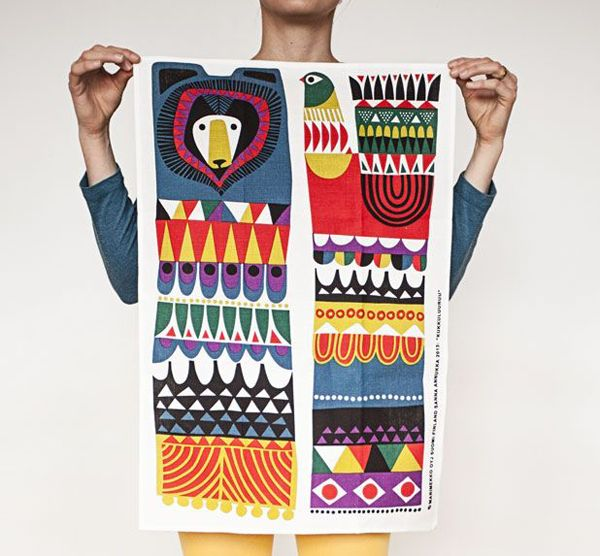 © MARIMEKKO OYJ SUOMI FINLAND SANNA ANNUKKA 2013: "KUKKULUURUU"